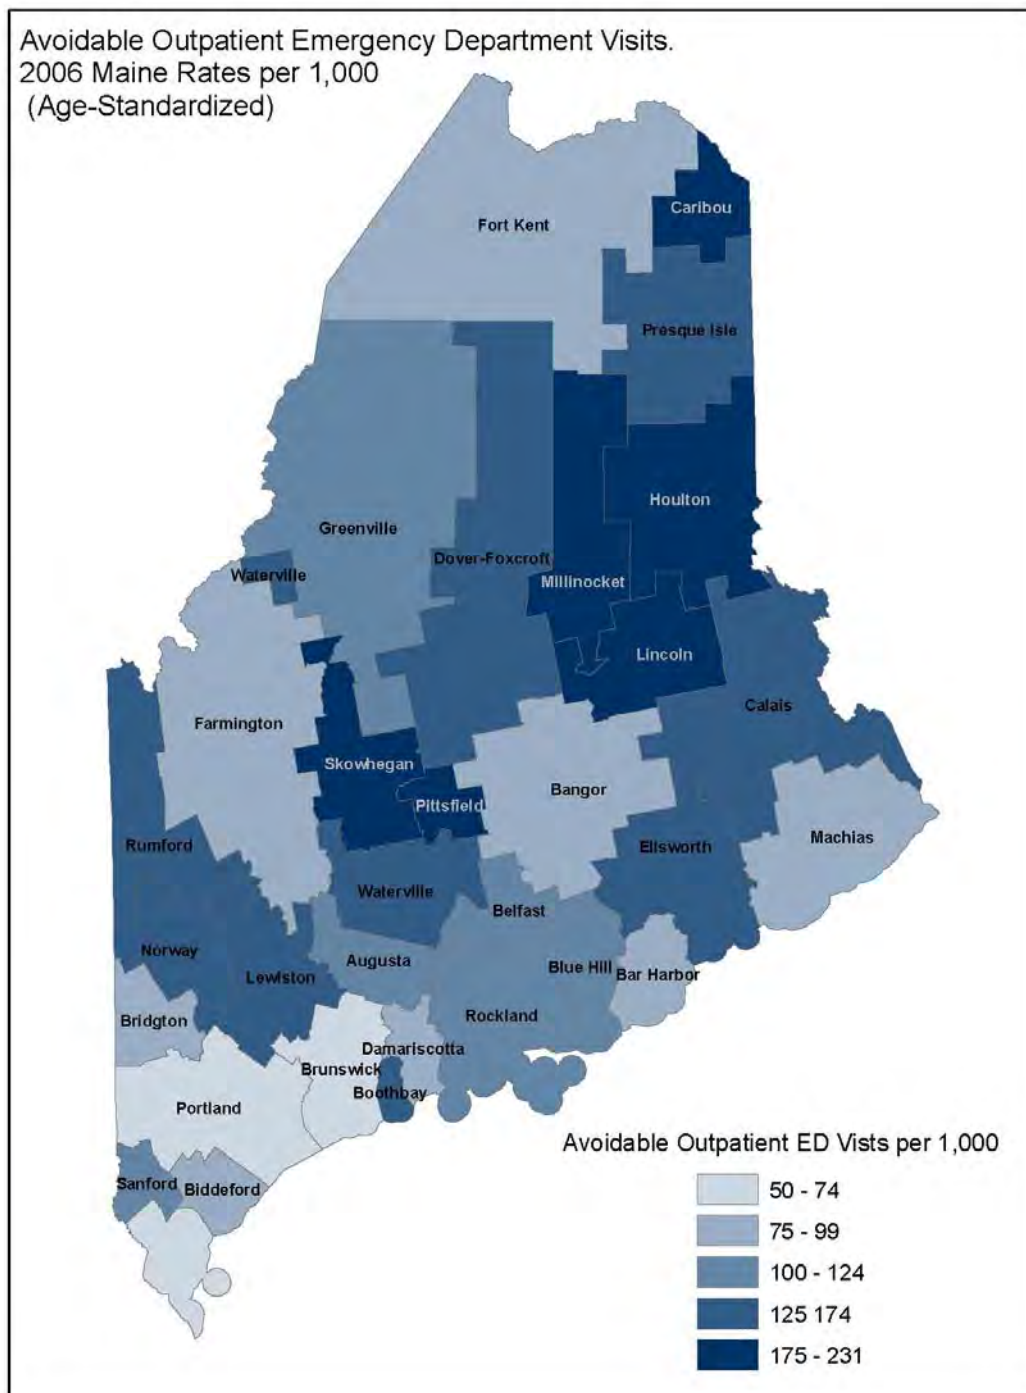 Avoidable Outpatient Emergency Department Visits.
2006 Maine Rates per 1,000
(Age-Standardized)
Caribou
Fort Kent
Presque Isle
Houlton
Greenville
Dover-Foxcroft
Waterville
Millinocket
Lincoln
Calais
Farmington
Skowhegan
Bangor
Pittsfield
Machias
Rumford
Ellsworth
Waterville
Belfast
Norway
Augusta
Blue Hill
Bar Harbor
Lewiston
Rockland
Bridgton
Damariscotta
Brunswick
Boothbay
Portland
Sanford
Biddeford
Avoidable Outpatient ED Vists per 1,000
50 - 74
75 - 99
100 - 124
125 174
175 - 231